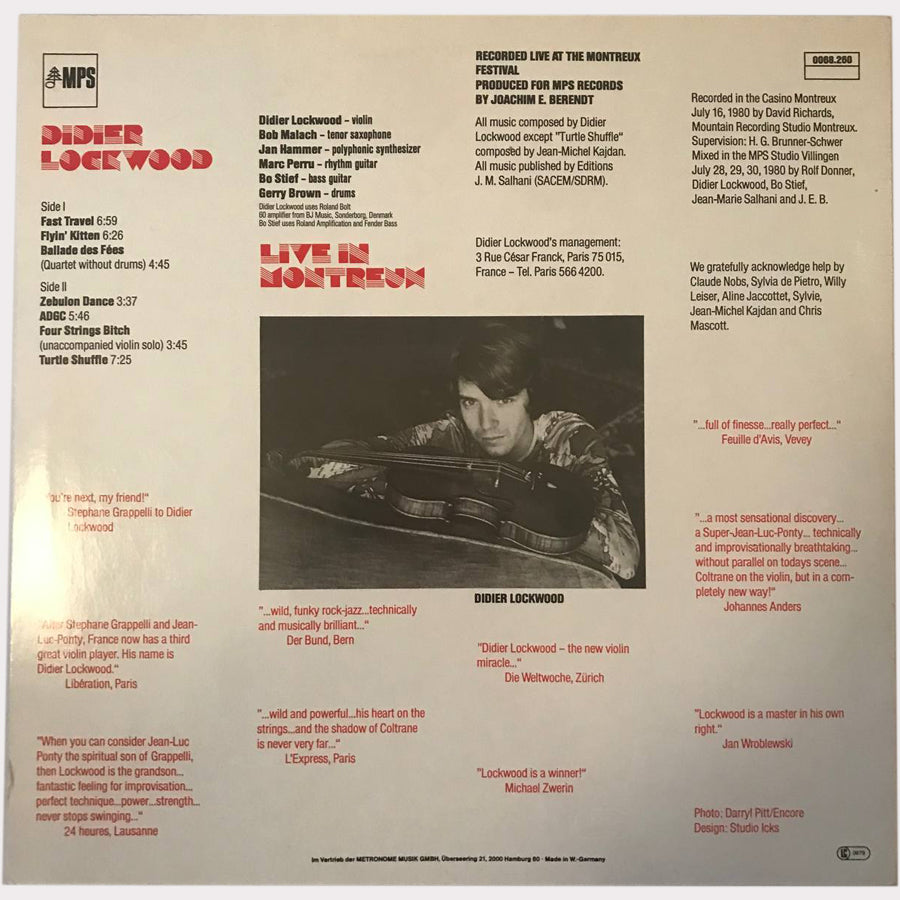 MPS
DIDIER
LOCKWOOD
Side I
Fast Travel 6:59
Flyin' Kitten 6:26
Ballade des Fées
(Quartet without drums) 4:45
Side II
Zebulon Dance 3:37
ADGC 5:46
Four Strings Bitch
(unaccompanied violin solo) 3:45
Turtle Shuffle 7:25
Didier Lockwood – violin
Bob Malach – tenor saxophone
Jan Hammer – polyphonic synthesizer
Marc Perru – rhythm guitar
Bo Stief – bass guitar
Gerry Brown – drums
Didier Lockwood uses Roland Bolt
60 amplifier from BJ Music, Sonderborg, Denmark
Bo Stief uses Roland Amplification and Fender Bass
LIVE IN
MONTREUX
RECORDED LIVE AT THE MONTREUX
FESTIVAL
PRODUCED FOR MPS RECORDS
BY JOACHIM E. BERENDT
All music composed by Didier
Lockwood except "Turtle Shuffle“
composed by Jean-Michel Kajdan.
All music published by Editions
J. M. Salhani (SACEM/SDRM).
Didier Lockwood's management:
3 Rue César Franck, Paris 75 015,
France – Tel. Paris 566 4200.
0068.260
Recorded in the Casino Montreux
July 16, 1980 by David Richards,
Mountain Recording Studio Montreux.
Supervision: H. G. Brunner-Schwer
Mixed in the MPS Studio Villingen
July 28, 29, 30, 1980 by Rolf Donner,
Didier Lockwood, Bo Stief,
Jean-Marie Salhani and J. E. B.
We gratefully acknowledge help by
Claude Nobs, Sylvia de Pietro, Willy
Leiser, Aline Jaccottet, Sylvie,
Jean-Michel Kajdan and Chris
Mascott.
ou're next, my friend!“
Stephane Grappelli to Didier
Lockwood
"After Stephane Grappelli and Jean-
Luc-Ponty, France now has a third
great violin player. His name is
Didier Lockwood.“
Libération, Paris
"When you can consider Jean-Luc
Ponty the spiritual son of Grappelli,
then Lockwood is the grandson...
fantastic feeling for improvisation...
perfect technique...power...strength...
never stops swinging...“
24 heures, Lausanne
"...wild, funky rock-jazz...technically
and musically brilliant...“
Der Bund, Bern
"...wild and powerful...his heart on the
strings...and the shadow of Coltrane
is never very far...“
L'Express, Paris
DIDIER LOCKWOOD
"Didier Lockwood – the new violin
miracle...“
Die Weltwoche, Zürich
"Lockwood is a winner!“
Michael Zwerin
"...full of finesse...really perfect...“
Feuille d'Avis, Vevey
"...a most sensational discovery...
a Super-Jean-Luc-Ponty... technically
and improvisationally breathtaking...
without parallel on todays scene...
Coltrane on the violin, but in a com-
pletely new way!“
Johannes Anders
"Lockwood is a master in his own
right.“
Jan Wroblewski
Photo: Darryl Pitt/Encore
Design: Studio Icks
Im Vertrieb der METRONOME MUSIK GMBH, Überseering 21, 2000 Hamburg 60 · Made in W.-Germany